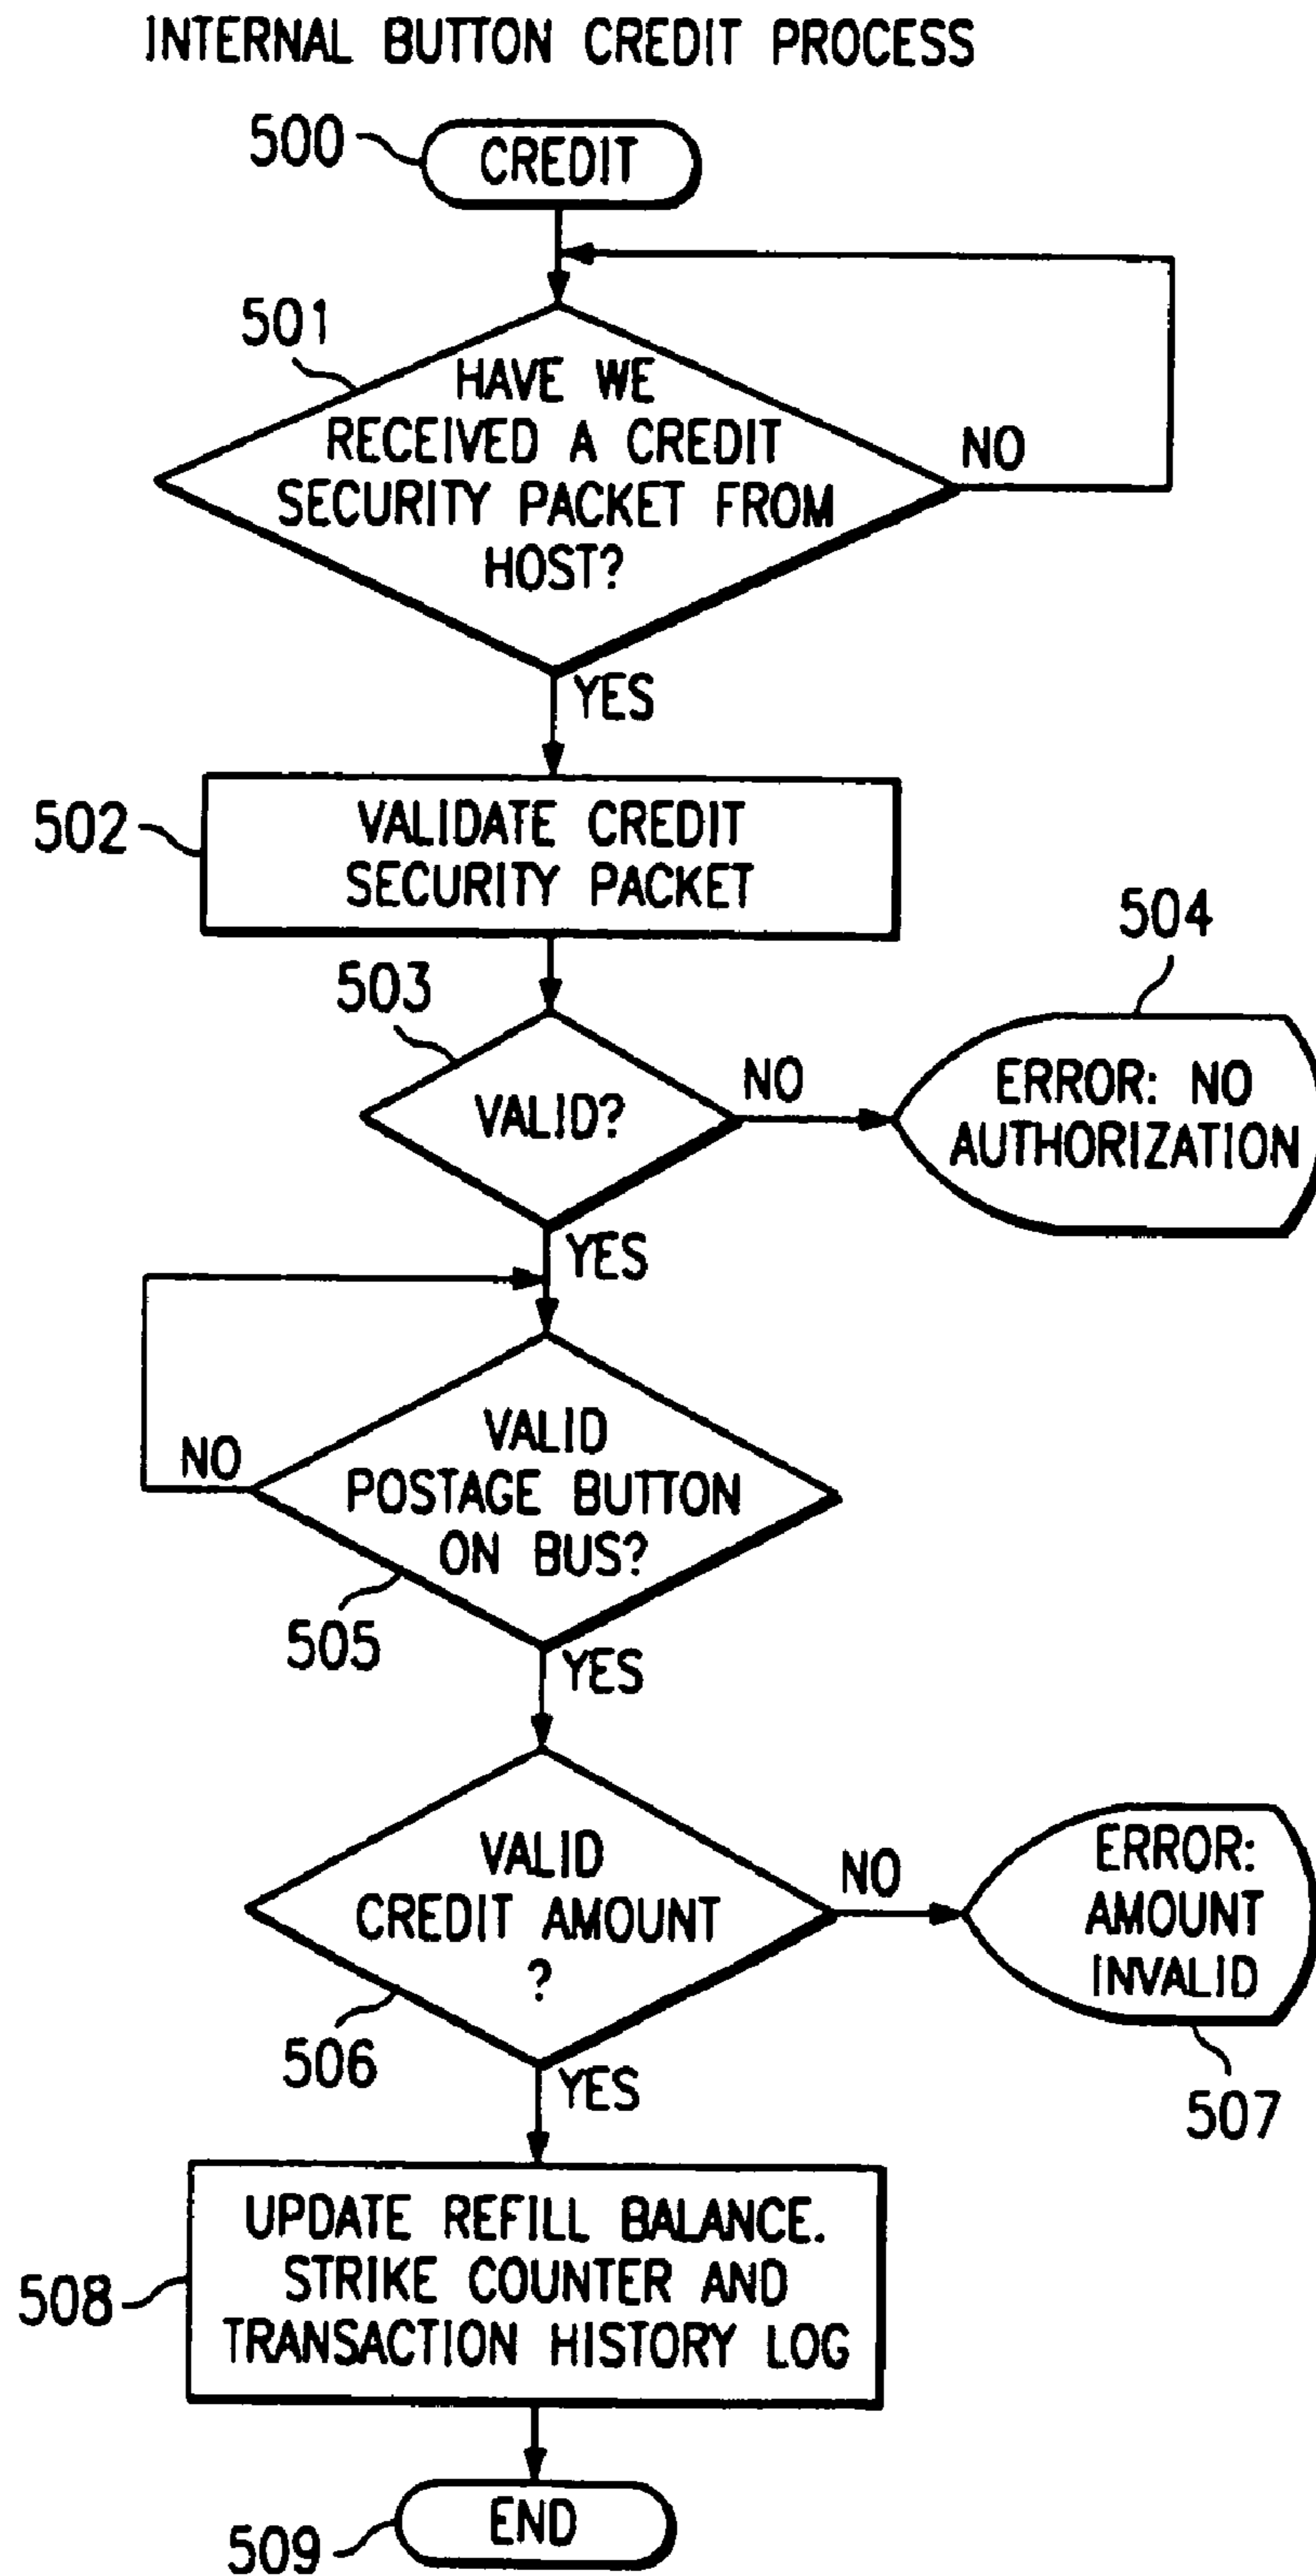 INTERNAL BUTTON CREDIT PROCESS
500
CREDIT
501
HAVE WE
RECEIVED A CREDIT
SECURITY PACKET FROM
HOST?
NO
YES
502
VALIDATE CREDIT
SECURITY PACKET
503
VALID?
NO
504
ERROR: NO
AUTHORIZATION
YES
VALID
POSTAGE BUTTON
ON BUS?
NO
505
YES
VALID
CREDIT AMOUNT
?
NO
ERROR:
AMOUNT
INVALID
506
507
YES
508
UPDATE REFILL BALANCE.
STRIKE COUNTER AND
TRANSACTION HISTORY LOG
509
END